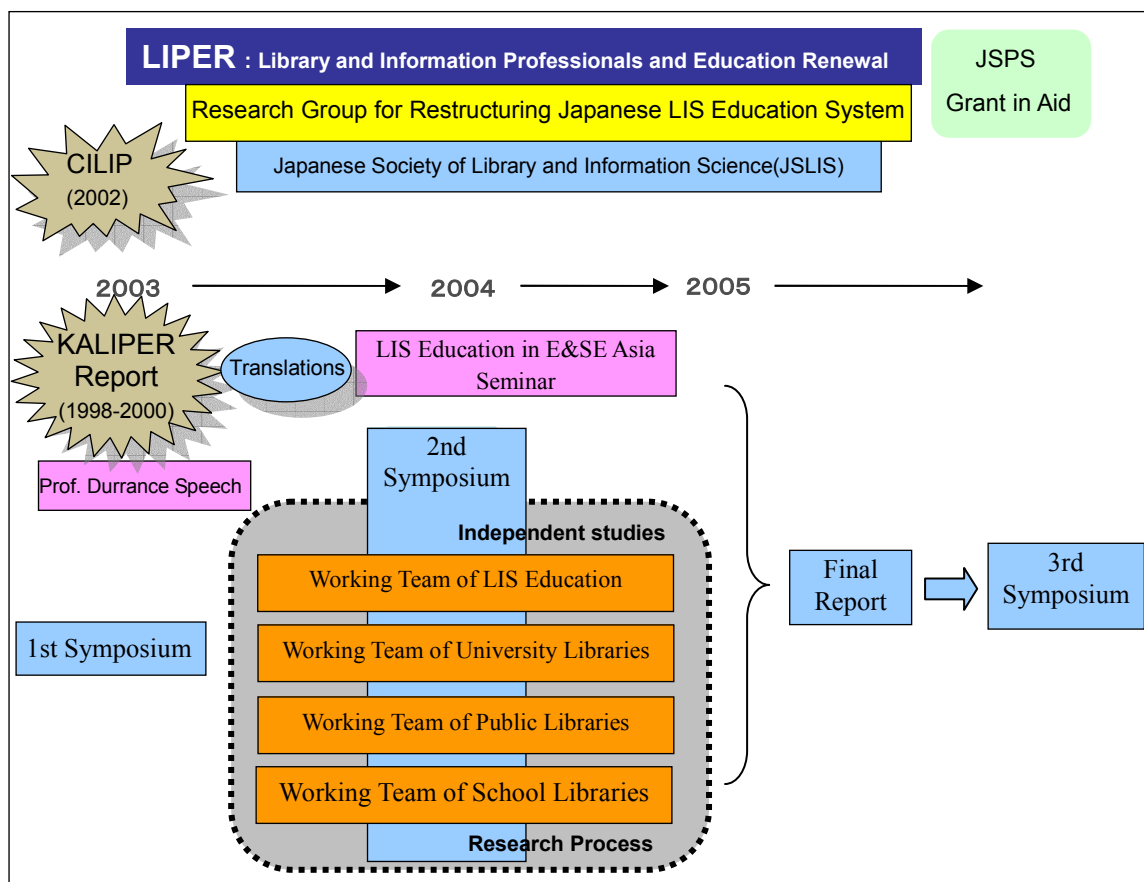 LIPER : Library and Information Professionals and Education Renewal
JSPS
Grant in Aid
Research Group for Restructuring Japanese LIS Education System
CILIP
(2002)
Japanese Society of Library and Information Science(JSLIS)
2003
2004
2005
KALIPER
Report
(1998-2000)
Translations
LIS Education in E&SE Asia
Seminar
Prof. Durrance Speech
2nd
Symposium
Independent studies
Working Team of LIS Education
Working Team of University Libraries
Working Team of Public Libraries
Working Team of School Libraries
Research Process
1st Symposium
Final
Report
3rd
Symposium